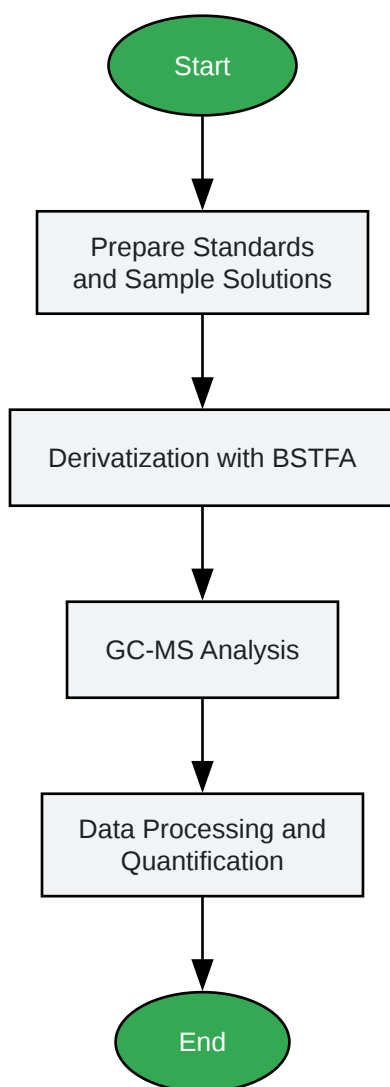 Start
Prepare Standards
and Sample Solutions
Derivatization with BSTFA
GC-MS Analysis
Data Processing and
Quantification
End